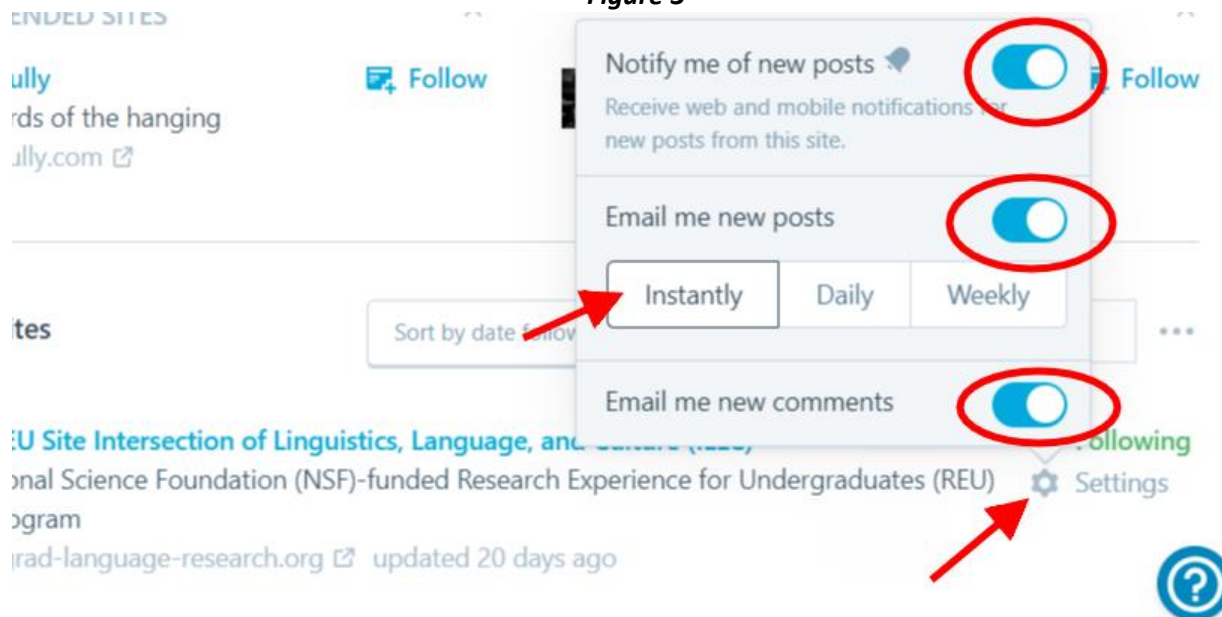 ENDED SITES
ully
Follow
rds of the hanging
ully.com
Notify me of new posts
Receive web and mobile notifications for
new posts from this site.
Follow
Email me new posts
Instantly
Daily
Weekly
tes
Sort by date follow
Email me new comments
EU Site Intersection of Linguistics, Language, and
Following
onal Science Foundation (NSF)-funded Research Experience for Undergraduates (REU)
Settings
ogram
rad-language-research.org updated 20 days ago